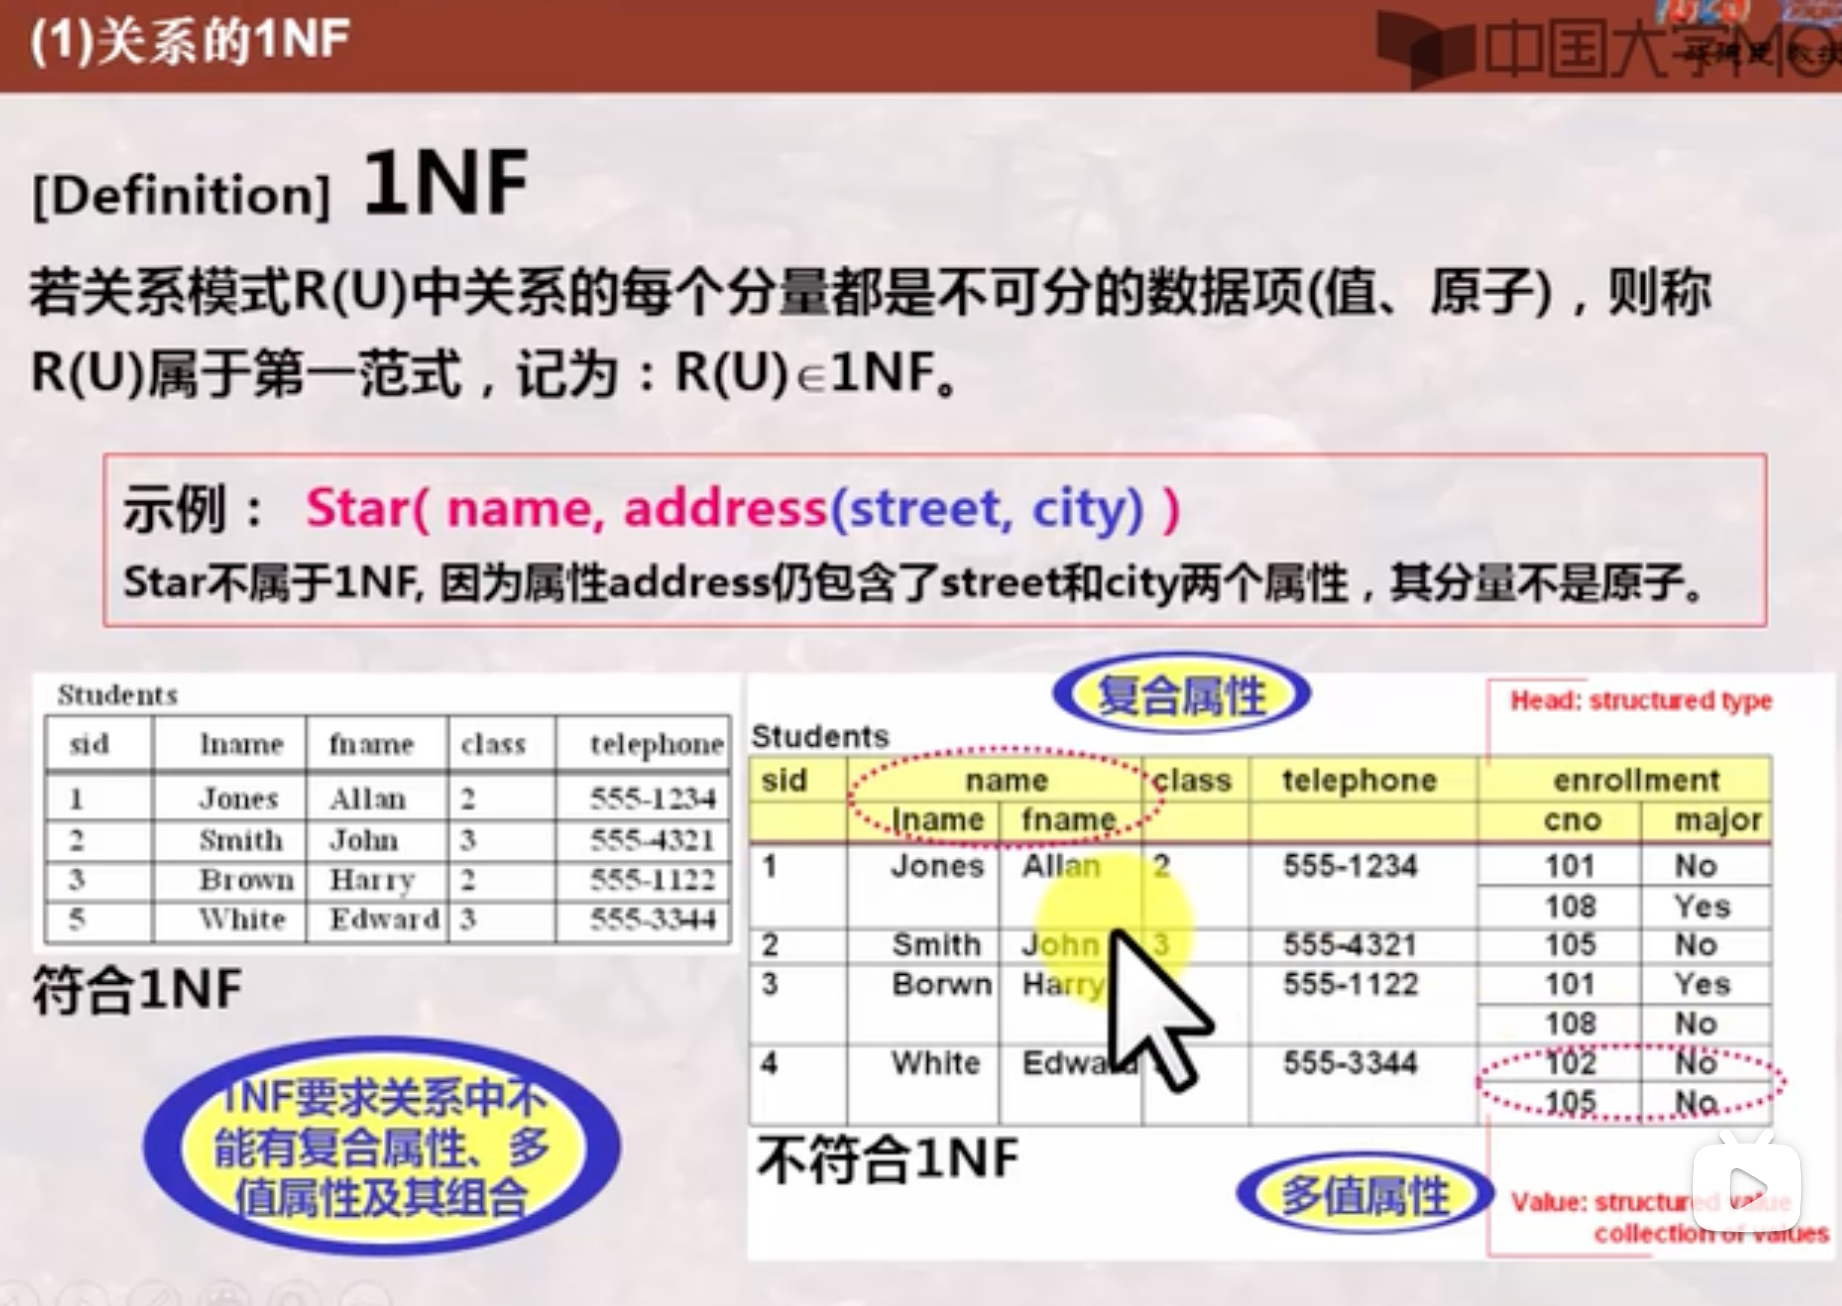 (1)关系的1NF
中国大学MO
[Definition] 1NF
若关系模式R(U)中关系的每个分量都是不可分的数据项(值、原子)，则称
R(U)属于第一范式，记为：R(U)∈1NF。
示例： Star( name, address(street, city) )
Star不属于1NF, 因为属性address仍包含了street和city两个属性，其分量不是原子。
Students
sid lname fname class telephone
1 Jones Allan 2 555-1234
2 Smith John 3 555-4321
3 Brown Harry 2 555-1122
5 White Edward 3 555-3344
符合1NF
1NF要求关系中不
能有复合属性、多
值属性及其组合
复合属性
Head: structured type
Students
sid name class telephone enrollment
lname fname cno major
1 Jones Allan 2 555-1234 101 No
108 Yes
2 Smith John 3 555-4321 105 No
3 Borwn Harry 555-1122 101 Yes
108 No
4 White Edward 555-3344 102 No
105 No
不符合1NF
多值属性
Value: structured value
collection of values